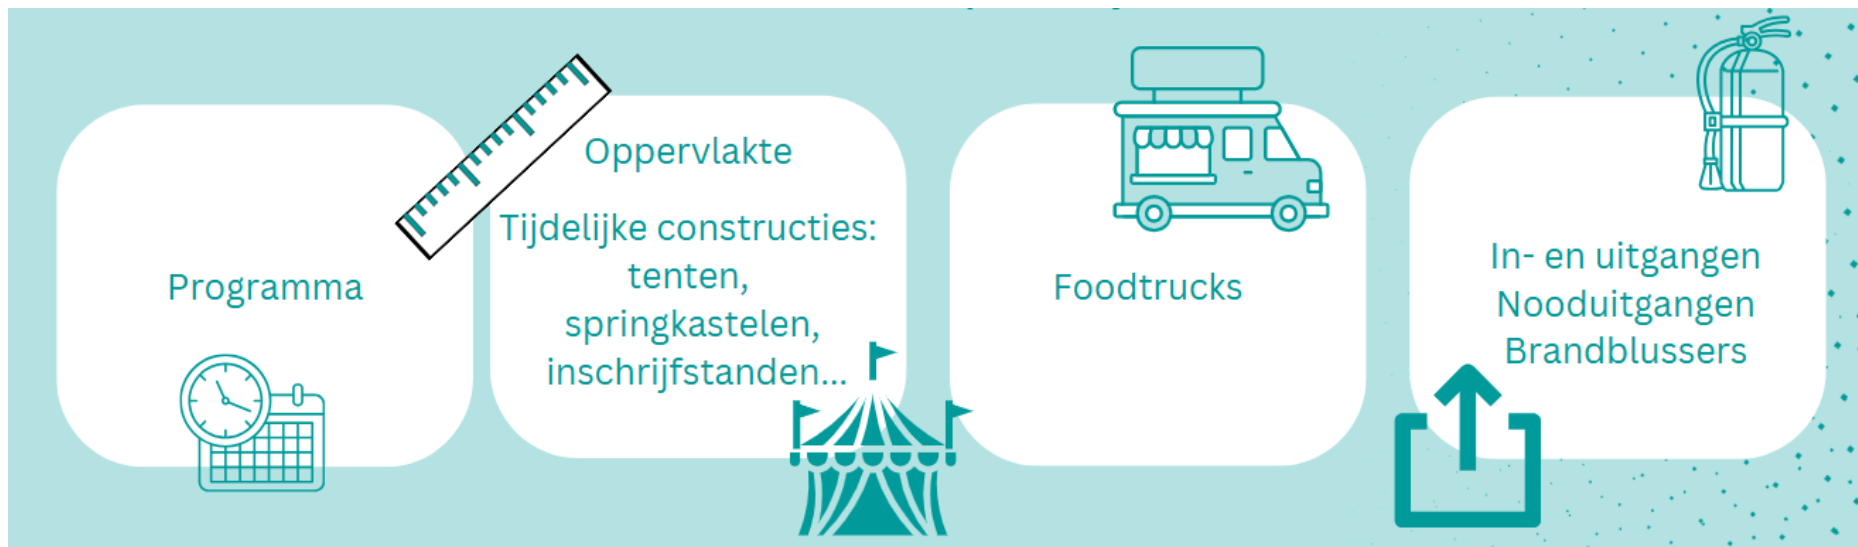 Programma
Oppervlakte
Tijdelijke constructies:
tenten,
springkastelen,
inschrijfstanden...
Foodtrucks
In- en uitgangen
Nooduitgangen
Brandblussers